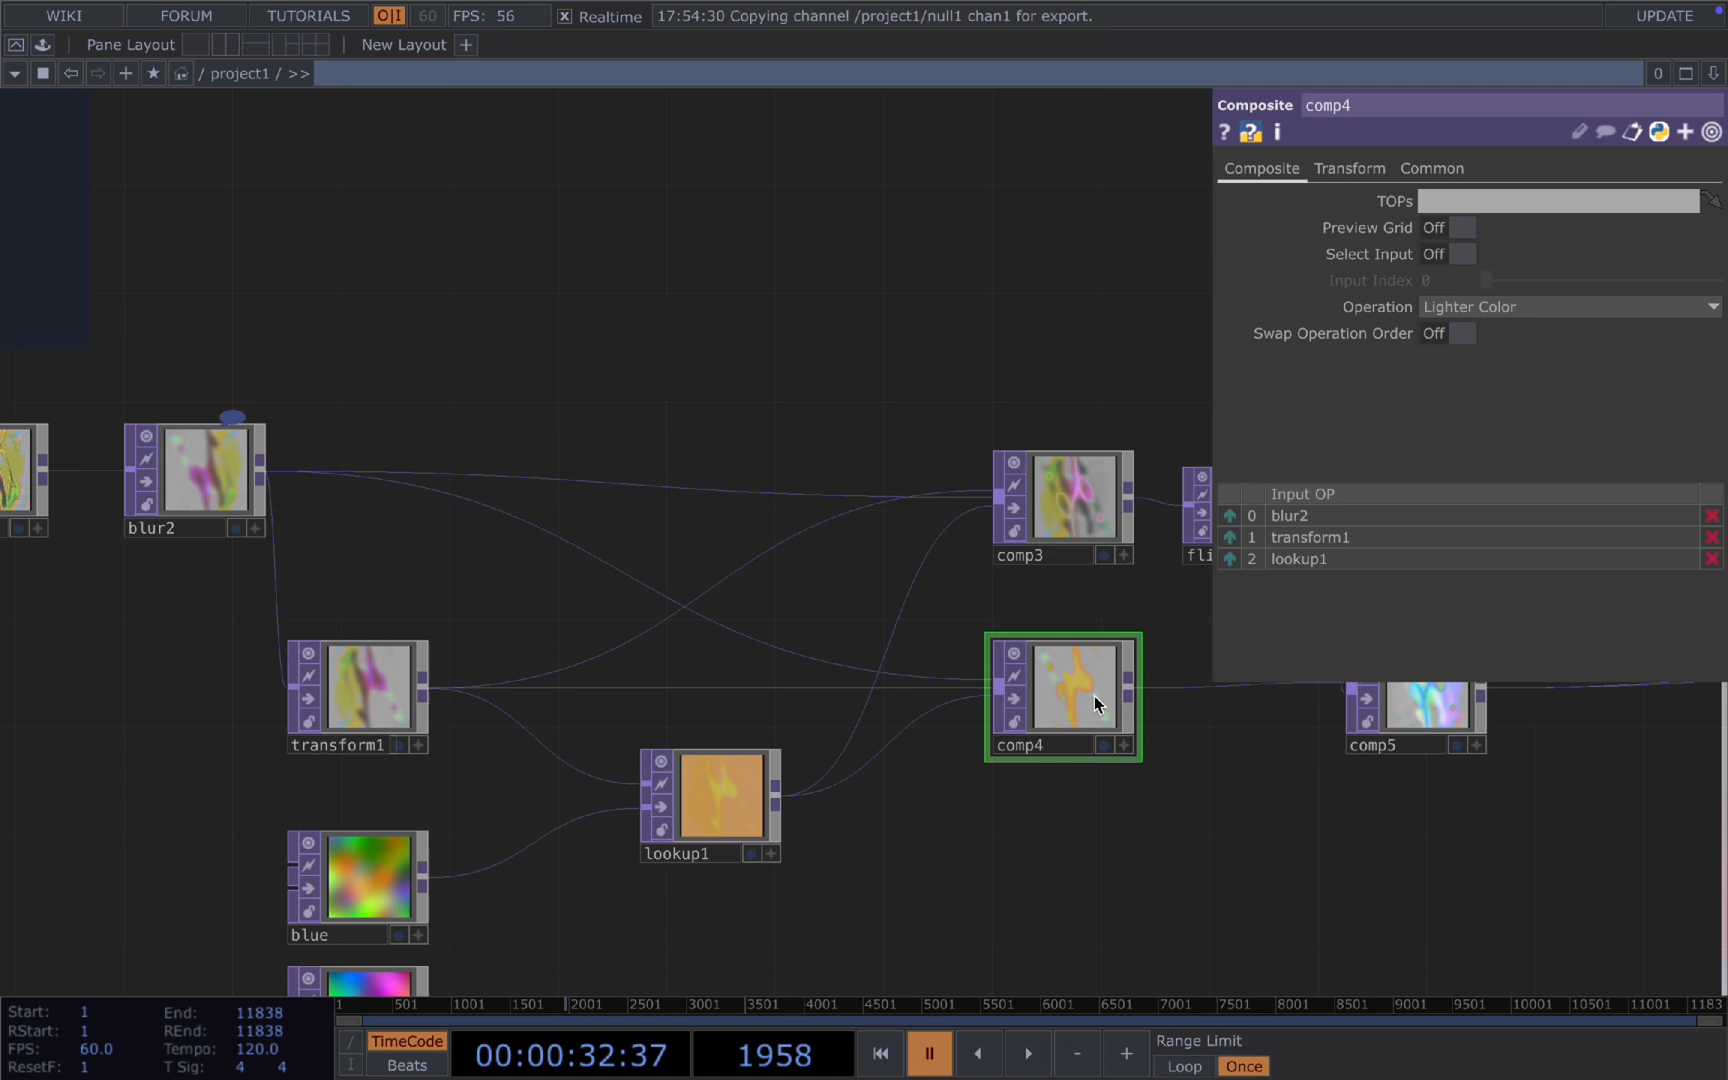 WIKI FORUM TUTORIALS O|I 60 FPS: 56 Realtime 17:54:30 Copying channel /project1/null1 chan1 for export. UPDATE
Pane Layout New Layout
/ project1 / >> 0
Composite comp4
Composite Transform Common
TOPs
Preview Grid Off
Select Input Off
Input Index 0
Operation Lighter Color
Swap Operation Order Off
Input OP
0 blur2
1 transform1
2 lookup1
blur2
comp3
fli
transform1
comp4
comp5
lookup1
blue
1 501 1001 1501 2001 2501 3001 3501 4001 4501 5001 5501 6001 6501 7001 7501 8001 8501 9001 9501 10001 10501 11001 1183
Start: 1 End: 11838
RStart: 1 REnd: 11838
FPS: 60.0 Tempo: 120.0
ResetF: 1 T Sig: 4 4
TimeCode
Beats
00:00:32:37 1958
Range Limit
Loop Once